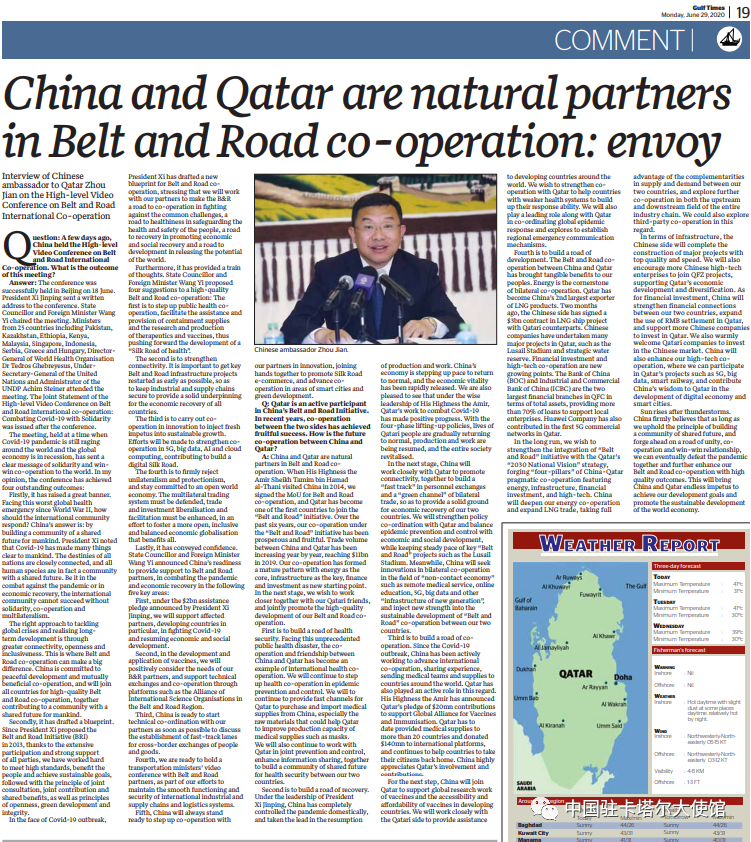 Gulf Times
Monday, June 29, 2020
19
COMMENT
China and Qatar are natural partners
in Belt and Road co-operation: envoy
Interview of Chinese
ambassador to Qatar Zhou
Jian on the High-level Video
Conference on Belt and Road
International Co-operation
Question: A few days ago,
China held the High-level
Video Conference on Belt
and Road International
Co-operation. What is the outcome
of this meeting?
Answer: The conference was
successfully held in Beijing on 18 June.
President Xi Jinping sent a written
address to the conference. State
Councillor and Foreign Minister Wang
Yi chaired the meeting. Ministers
from 25 countries including Pakistan,
Kazakhstan, Ethiopia, Kenya,
Malaysia, Singapore, Indonesia,
Serbia, Greece and Hungary, Director-
General of World Health Organisation
Dr Tedros Ghebreyesus, Under-
Secretary-General of the United
Nations and Administrator of the
UNDP Achim Steiner attended the
meeting. The Joint Statement of the
High-level Video Conference on Belt
and Road International co-operation:
Combating Covid-19 with Solidarity
was issued after the conference.
The meeting, held at a time when
Covid-19 pandemic is still raging
around the world and the global
economy in recession, has sent a
clear message of solidarity and win-
win co-operation to the world. In my
opinion, the conference has achieved
four outstanding outcomes:
Firstly, it has raised a great banner.
Facing this worst global health
emergency since World War II, how
should the international community
respond? China's answer is: by
building a community of a shared
future for mankind. President Xi noted
that Covid-19 has made many things
clear to mankind. The destinies of all
nations are closely connected, and all
human species are in fact a community
with a shared future. Be it in the
combat against the pandemic or in
economic recovery, the international
community cannot succeed without
solidarity, co-operation and
multilateralism.
The right approach to tackling
global crises and realising long-
term development is through
greater connectivity, openness and
inclusiveness. This is where Belt and
Road co-operation can make a big
difference. China is committed to
peaceful development and mutually
beneficial co-operation, and will join
all countries for high-quality Belt
and Road co-operation, together
contributing to a community with a
shared future for mankind.
Secondly, it has drafted a blueprint.
Since President Xi proposed the
Belt and Road Initiative (BRI)
in 2013, thanks to the extensive
participation and strong support
of all parties, we have worked hard
to meet high standards, benefit the
people and achieve sustainable goals,
followed with the principle of joint
consultation, joint contribution and
shared benefits, as well as principles
of openness, green development and
integrity.
In the face of Covid-19 outbreak,
President Xi has drafted a new
blueprint for Belt and Road co-
operation, stressing that we will work
with our partners to make the B&R
a road to co-operation in fighting
against the common challenges, a
road to healthiness in safeguarding the
health and safety of the people, a road
to recovery in promoting economic
and social recovery and a road to
development in releasing the potential
of the world.
Furthermore, it has provided a train
of thoughts. State Councillor and
Foreign Minister Wang Yi proposed
four suggestions to a high-quality
Belt and Road co-operation: The
first is to step up public health co-
operation, facilitate the assistance and
provision of containment supplies
and the research and production
of therapeutics and vaccines, thus
pushing forward the development of a
"Silk Road of health".
The second is to strengthen
connectivity. It is important to get key
Belt and Road infrastructure projects
restarted as early as possible, so as
to keep industrial and supply chains
secure to provide a solid underpinning
for the economic recovery of all
countries.
The third is to carry out co-
operation in innovation to inject fresh
impetus into sustainable growth.
Efforts will be made to strengthen co-
operation in 5G, big data, AI and cloud
computing, contributing to build a
digital Silk Road.
The fourth is to firmly reject
unilateralism and protectionism,
and stay committed to an open world
economy. The multilateral trading
system must be defended, trade
and investment liberalisation and
facilitation must be enhanced, in an
effort to foster a more open, inclusive
and balanced economic globalisation
that benefits all.
Lastly, it has conveyed confidence.
State Councillor and Foreign Minister
Wang Yi announced China's readiness
to provide support to Belt and Road
partners, in combating the pandemic
and economic recovery in the following
five key areas:
First, under the $2bn assistance
pledge announced by President Xi
Jinping, we will support affected
partners, developing countries in
particular, in fighting Covid-19
and resuming economic and social
development.
Second, in the development and
application of vaccines, we will
positively consider the needs of our
B&R partners, and support technical
exchanges and co-operation through
platforms such as the Alliance of
International Science Organisations in
the Belt and Road Region.
Third, China is ready to start
technical co-ordination with our
partners as soon as possible to discuss
the establishment of fast-track lanes
for cross-border exchanges of people
and goods.
Fourth, we are ready to hold a
transportation ministers' video
conference with Belt and Road
partners, as part of our efforts to
maintain the smooth functioning and
security of international industrial and
supply chains and logistics systems.
Fifth, China will always stand
ready to step up co-operation with
Chinese ambassador Zhou Jian.
our partners in innovation, joining
hands together to promote Silk Road
e-commerce, and advance co-
operation in areas of smart cities and
green development.
Q: Qatar is an active participant
in China's Belt and Road Initiative.
In recent years, co-operation
between the two sides has achieved
fruitful success. How is the future
co-operation between China and
Qatar?
A: China and Qatar are natural
partners in Belt and Road co-
operation. When His Highness the
Amir Sheikh Tamim bin Hamad
al-Thani visited China in 2014, we
signed the MoU for Belt and Road
co-operation, and Qatar has become
one of the first countries to join the
"Belt and Road" initiative. Over the
past six years, our co-operation under
the "Belt and Road" initiative has been
prosperous and fruitful. Trade volume
between China and Qatar has been
increasing year by year, reaching $11bn
in 2019. Our co-operation has formed
a mature pattern with energy as the
core, infrastructure as the key, finance
and investment as new starting point.
In the next stage, we wish to work
closer together with our Qatari friends,
and jointly promote the high-quality
development of our Belt and Road co-
operation.
First is to build a road of health
security. Facing this unprecedented
public health disaster, the co-
operation and friendship between
China and Qatar has become an
example of international health co-
operation. We will continue to step
up health co-operation in epidemic
prevention and control. We will to
continue to provide fast channels for
Qatar to purchase and import medical
supplies from China, especially the
raw materials that could help Qatar
to improve production capacity of
medical supplies such as masks.
We will also continue to work with
Qatar in joint prevention and control,
enhance information sharing, together
to build a community of shared future
for health security between our two
countries.
Second is to build a road of recovery.
Under the leadership of President
Xi Jinping, China has completely
controlled the pandemic domestically,
and taken the lead in the resumption
of production and work. China's
economy is stepping up pace to return
to normal, and the economic vitality
has been rapidly released. We are also
pleased to see that under the wise
leadership of His Highness the Amir,
Qatar's work to combat Covid-19
has made positive progress. With the
four-phase lifting-up policies, lives of
Qatari people are gradually returning
to normal, production and work are
being resumed, and the entire society
revitalised.
In the next stage, China will
work closely with Qatar to promote
connectivity, together to build a
"fast track" in personnel exchanges
and a "green channel" of bilateral
trade, so as to provide a solid ground
for economic recovery of our two
countries. We will strengthen policy
co-ordination with Qatar and balance
epidemic prevention and control with
economic and social development,
while keeping steady pace of key "Belt
and Road" projects such as the Lusail
Stadium. Meanwhile, China will seek
innovations in bilateral co-operation
in the field of "non-contact economy"
such as remote medical service, online
education, 5G, big data and other
"infrastructure of new generation",
and inject new strength into the
sustainable development of "Belt and
Road" co-operation between our two
countries.
Third is to build a road of co-
operation. Since the Covid-19
outbreak, China has been actively
working to advance international
co-operation, sharing experience,
sending medical teams and supplies to
countries around the world. Qatar has
also played an active role in this regard.
His Highness the Amir has announced
Qatar's pledge of $20mn contributions
to support Global Alliance for Vaccines
and Immunisation. Qatar has to
date provided medical supplies to
more than 20 countries and donated
$140mn to international platforms,
and continues to help countries to take
their citizens back home. China highly
appreciates Qatar's involvement and
contributions.
For the next step, China will join
Qatar to support global research work
of vaccines and the accessibility and
affordability of vaccines in developing
countries. We will work closely with
the Qatari side to provide assistance
to developing countries around the
world. We wish to strengthen co-
operation with Qatar to help countries
with weaker health systems to build
up their response ability. We will also
play a leading role along with Qatar
in co-ordinating global epidemic
response and explores to establish
regional emergency communication
mechanisms.
Fourth is to build a road of
development. The Belt and Road co-
operation between China and Qatar
has brought tangible benefits to our
peoples. Energy is the cornerstone
of bilateral co-operation. Qatar has
become China's 2nd largest exporter
of LNG products. Two months
ago, the Chinese side has signed a
$3bn contract in LNG ship project
with Qatari counterparts. Chinese
companies have undertaken many
major projects in Qatar, such as the
Lusail Stadium and strategic water
reserve. Financial investment and
high-tech co-operation are new
growing points. The Bank of China
(BOC) and Industrial and Commercial
Bank of China (ICBC) are the two
largest financial branches in QFC in
terms of total assets, providing more
than 70% of loans to support local
enterprises. Huawei Company has also
contributed in the first 5G commercial
networks in Qatar.
In the long run, we wish to
strengthen the integration of "Belt
and Road" initiative with the Qatar's
"2030 National Vision" strategy,
forging "four pillars" of China-Qatar
pragmatic co-operation featuring
energy, infrastructure, financial
investment, and high-tech. China
will deepen our energy co-operation
and expand LNG trade, taking full
advantage of the complementarities
in supply and demand between our
two countries, and explore further
co-operation in both the upstream
and downstream field of the entire
industry chain. We could also explore
third-party co-operation in this
regard.
In terms of infrastructure, the
Chinese side will complete the
construction of major projects with
top quality and speed. We will also
encourage more Chinese high-tech
enterprises to join QFZ projects,
supporting Qatar's economic
development and diversification. As
for financial investment, China will
strengthen financial connections
between our two countries, expand
the use of RMB settlement in Qatar,
and support more Chinese companies
to invest in Qatar. We also warmly
welcome Qatari companies to invest
in the Chinese market. China will
also enhance our high-tech co-
operation, where we can participate
in Qatar's projects such as 5G, big
data, smart railway, and contribute
China's wisdom to Qatar in the
development of digital economy and
smart cities.
Sun rises after thunderstorms.
China firmly believes that as long as
we uphold the principle of building
a community of shared future, and
forge ahead on a road of unity, co-
operation and win-win relationship,
we can eventually defeat the pandemic
together and further enhance our
Belt and Road co-operation with high
quality outcomes. This will bring
China and Qatar endless impetus to
achieve our development goals and
promote the sustainable development
of the world economy.
WEATHER REPORT
Ar Ruways
Al Khuwayr
Fuwayrit
The Gulf
Gulf of
Bahrain
Al Khawr
Al Jamayliyah
Dukhan
QATAR
Doha
Ar Rayyan
Umm Bab
Al Wakrah
Al Kiranah
Umm Said
SAUDI
ARABIA
Three-day forecast
TODAY
Maximum Temperature : 41ºc
Minimum Temperature : 31ºc
TUESDAY
Maximum Temperature : 41ºc
Minimum Temperature : 30ºc
WEDNESDAY
Maximum Temperature : 39ºc
Minimum Temperature : 30ºc
Fisherman's forecast
WARNING
Inshore : Nil
Offshore : Nil
WEATHER
Inshore : Hot daytime with slight
dust at some places
daytime, relatively hot
by night.
WIND
Inshore : Northwesterly-North-
easterly 05-15 KT
Offshore : Northwesterly-North-
easterly 03-12 KT
Visibility : 4-8 KM
Offshore : 1-3 FT
中国驻卡塔尔大使馆
Baghdad
Kuwait City
Manama